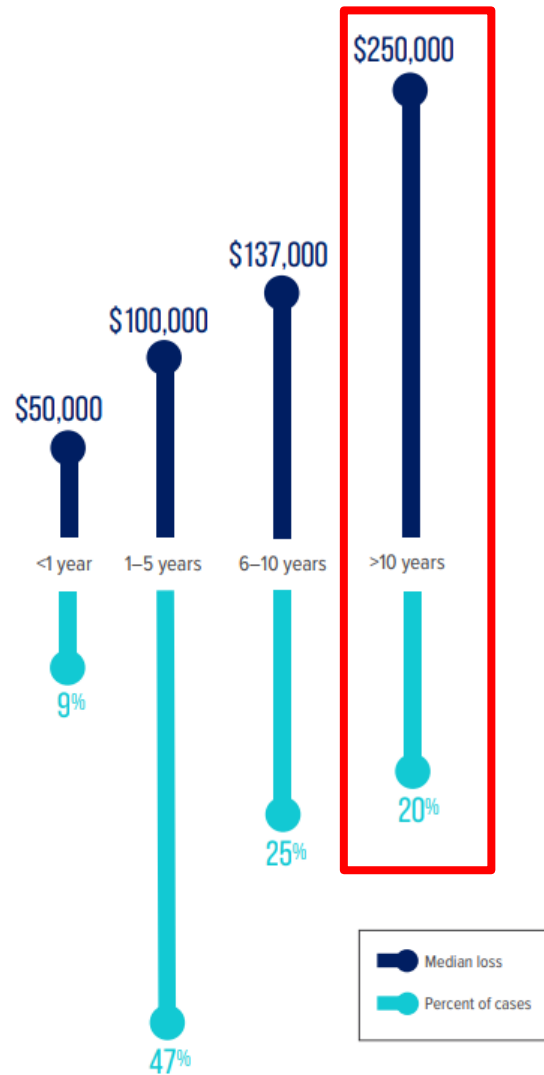 $250,000
$137,000
$100,000
$50,000
<1 year 1–5 years 6–10 years >10 years
9%
20%
25%
47%
Median loss
Percent of cases